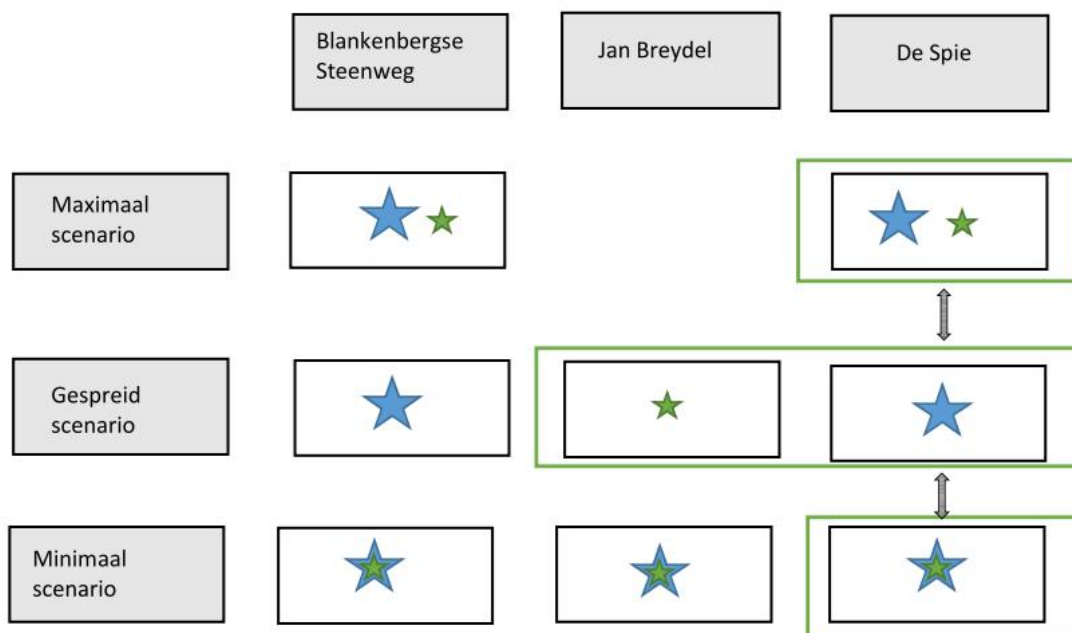 Blankenbergse
Steenweg
Jan Breydel
De Spie
Maximaal
scenario
Gespreid
scenario
Minimaal
scenario